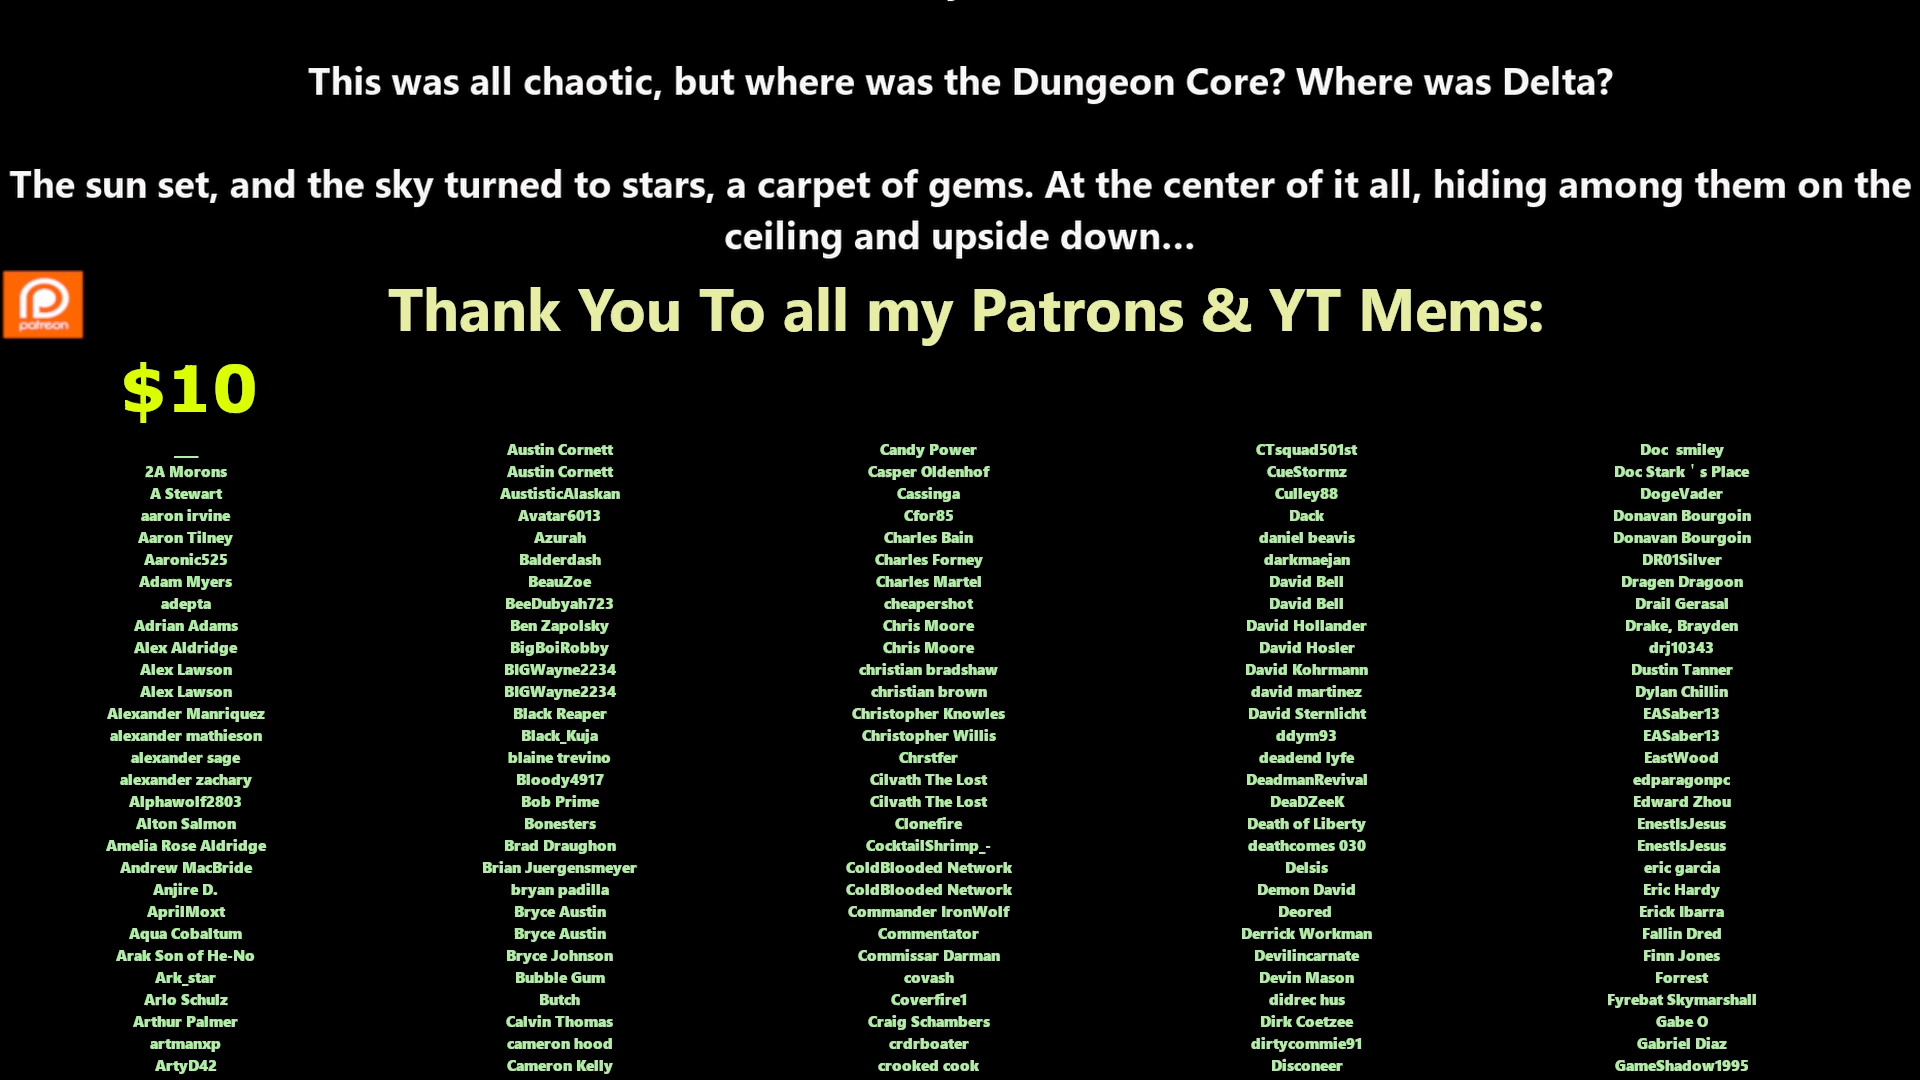 This was all chaotic, but where was the Dungeon Core? Where was Delta?
The sun set, and the sky turned to stars, a carpet of gems. At the center of it all, hiding among them on the
ceiling and upside down...
patreon
Thank You To all my Patrons & YT Mems:
$10
___
2A Morons
A Stewart
aaron irvine
Aaron Tilney
Aaronic525
Adam Myers
adepta
Adrian Adams
Alex Aldridge
Alex Lawson
Alex Lawson
Alexander Manriquez
alexander mathieson
alexander sage
alexander zachary
Alphawolf2803
Alton Salmon
Amelia Rose Aldridge
Andrew MacBride
Anjire D.
AprilMoxt
Aqua Cobaltum
Arak Son of He-No
Ark_star
Arlo Schulz
Arthur Palmer
artmanxp
ArtyD42
Austin Cornett
Austin Cornett
AustisticAlaskan
Avatar6013
Azurah
Balderdash
BeauZoe
BeeDubyah723
Ben Zapolsky
BigBoiRobby
BIGWayne2234
BIGWayne2234
Black Reaper
Black_Kuja
blaine trevino
Bloody4917
Bob Prime
Bonesters
Brad Draughon
Brian Juergensmeyer
bryan padilla
Bryce Austin
Bryce Austin
Bryce Johnson
Bubble Gum
Butch
Calvin Thomas
cameron hood
Cameron Kelly
Candy Power
Casper Oldenhof
Cassinga
Cfor85
Charles Bain
Charles Forney
Charles Martel
cheapershot
Chris Moore
Chris Moore
christian bradshaw
christian brown
Christopher Knowles
Christopher Willis
Chrstfer
Cilvath The Lost
Cilvath The Lost
Clonefire
CocktailShrimp_-
ColdBlooded Network
ColdBlooded Network
Commander IronWolf
Commentator
Commissar Darman
covash
Coverfire1
Craig Schambers
crdrboater
crooked cook
CTsquad501st
CueStormz
Culley88
Dack
daniel beavis
darkmaejan
David Bell
David Bell
David Hollander
David Hosler
David Kohrmann
david martinez
David Sternlicht
ddym93
deadend lyfe
DeadmanRevival
DeaDZeeK
Death of Liberty
deathcomes 030
Delsis
Demon David
Deored
Derrick Workman
Devilincarnate
Devin Mason
didrec hus
Dirk Coetzee
dirtycommie91
Disconeer
Doc  smiley
Doc Stark ' s Place
DogeVader
Donavan Bourgoin
Donavan Bourgoin
DR01Silver
Dragen Dragoon
Drail Gerasal
Drake, Brayden
drj10343
Dustin Tanner
Dylan Chillin
EASaber13
EASaber13
EastWood
edparagonpc
Edward Zhou
EnestIsJesus
EnestIsJesus
eric garcia
Eric Hardy
Erick Ibarra
Fallin Dred
Finn Jones
Forrest
Fyrebat Skymarshall
Gabe O
Gabriel Diaz
GameShadow1995